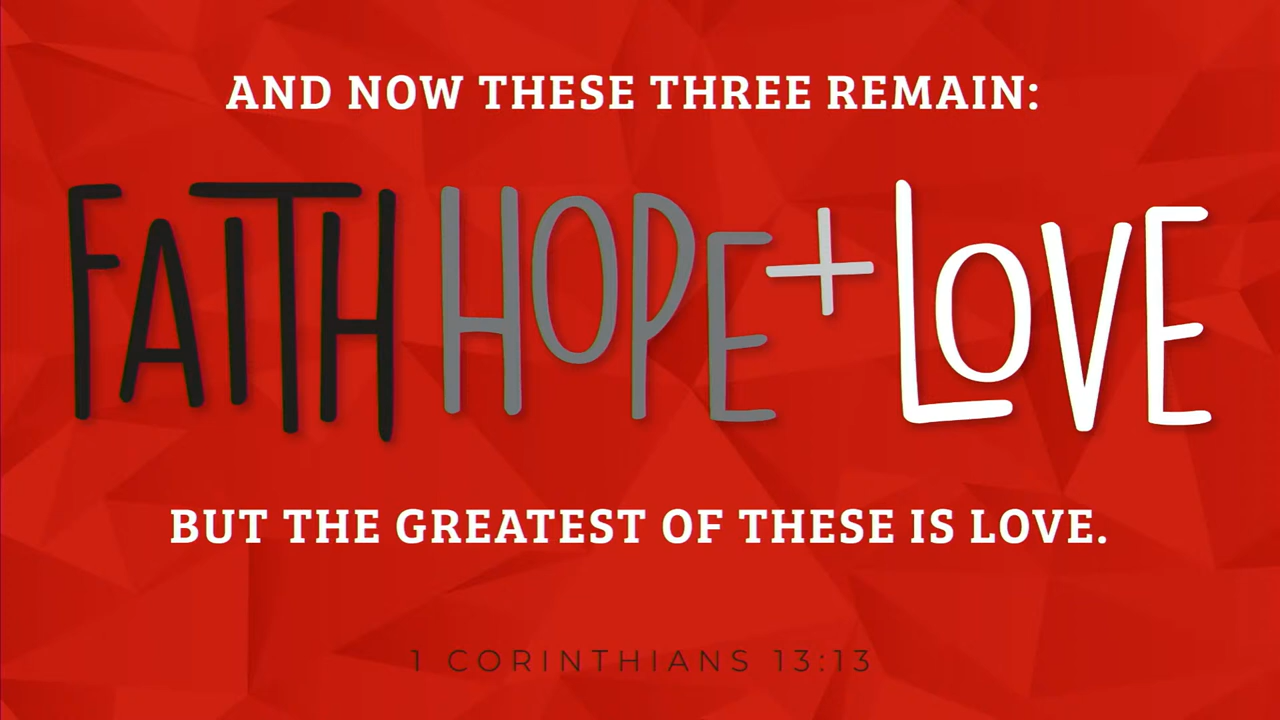 AND NOW THESE THREE REMAIN:
FAITH HOPE + LOVE
BUT THE GREATEST OF THESE IS LOVE.
1 CORINTHIANS 13:13